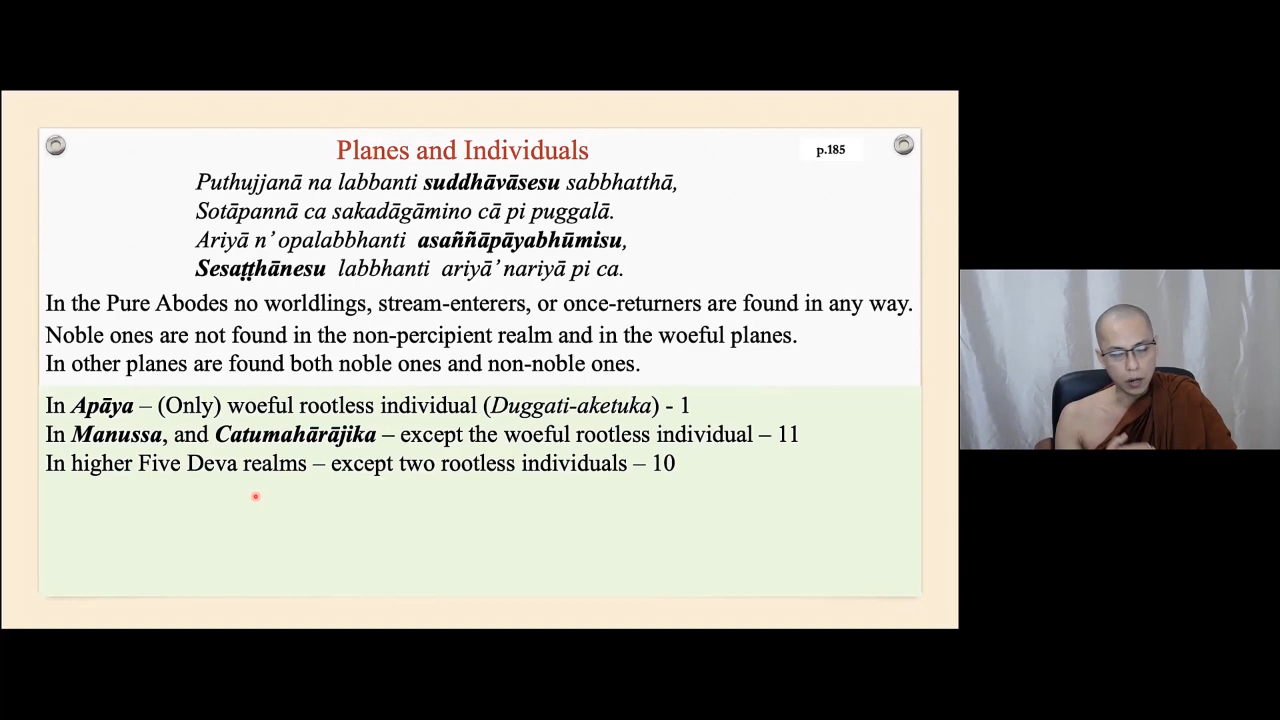 Planes and Individuals
p.185
Puthujjanā na labbanti suddhāvāsesu sabbhatthā,
Sotāpannā ca sakadāgāmino cā pi puggalā.
Ariyā n’ opalabbhanti asaññāpāyabhūmisu,
Sesaṭṭhānesu labbhanti ariyā’ nariyā pi ca.
In the Pure Abodes no worldlings, stream-enterers, or once-returners are found in any way.
Noble ones are not found in the non-percipient realm and in the woeful planes.
In other planes are found both noble ones and non-noble ones.
In Apāya – (Only) woeful rootless individual (Duggati-aketuka) - 1
In Manussa, and Catumahārājika – except the woeful rootless individual – 11
In higher Five Deva realms – except two rootless individuals – 10